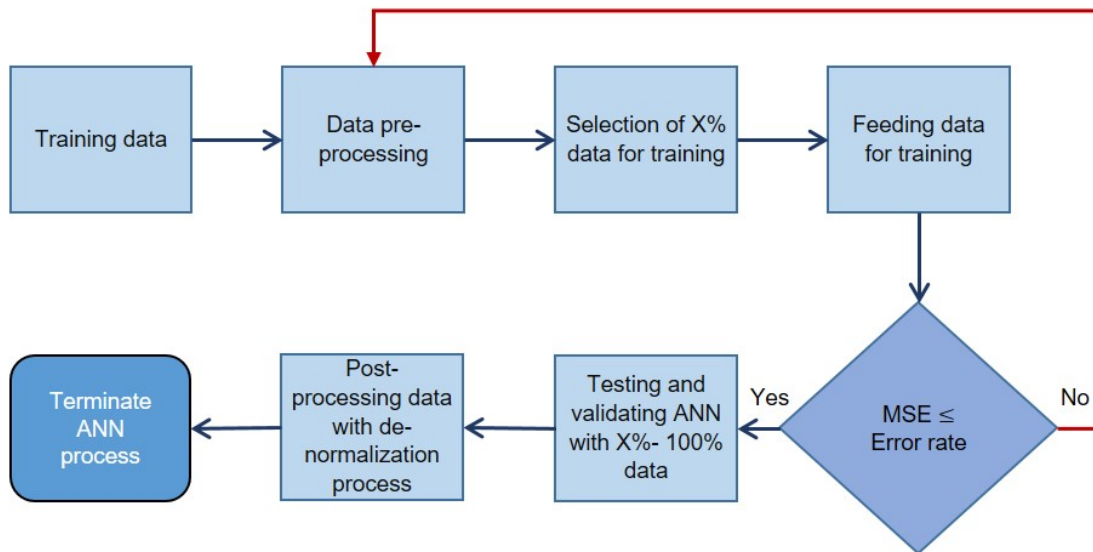 Training data
Data pre-
processing
Selection of X%
data for training
Feeding data
for training
MSE ≤
Error rate
Yes
No
Testing and
validating ANN
with X%- 100%
data
Post-
processing data
with de-
normalization
process
Terminate
ANN
process